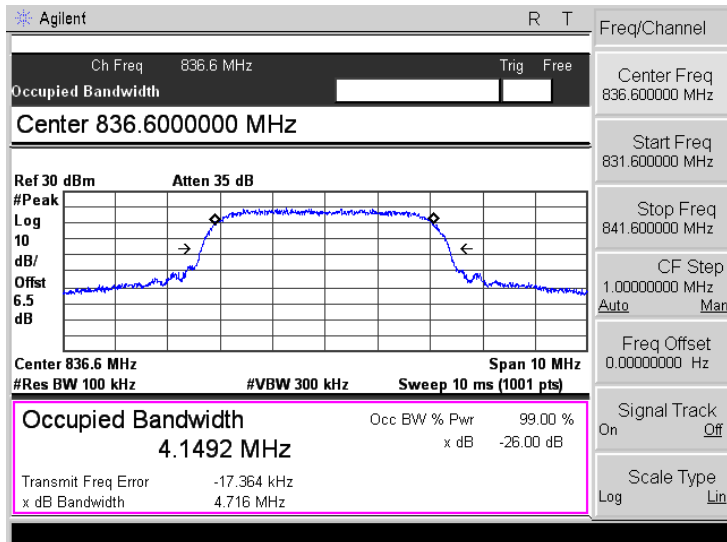 Agilent
R T
Freq/Channel
Ch Freq 836.6 MHz Trig Free
Occupied Bandwidth
Center 836.6000000 MHz
Center Freq
836.600000 MHz
Start Freq
831.600000 MHz
Ref 30 dBm Atten 35 dB
#Peak
Log
10
dB/
Offst
6.5
dB
Stop Freq
841.600000 MHz
CF Step
1.00000000 MHz
Auto Man
Center 836.6 MHz Span 10 MHz
#Res BW 100 kHz #VBW 300 kHz Sweep 10 ms (1001 pts)
Freq Offset
0.00000000 Hz
Occupied Bandwidth Occ BW % Pwr 99.00 %
4.1492 MHz x dB -26.00 dB
Transmit Freq Error -17.364 kHz
x dB Bandwidth 4.716 MHz
Signal Track
On Off
Scale Type
Log Lin